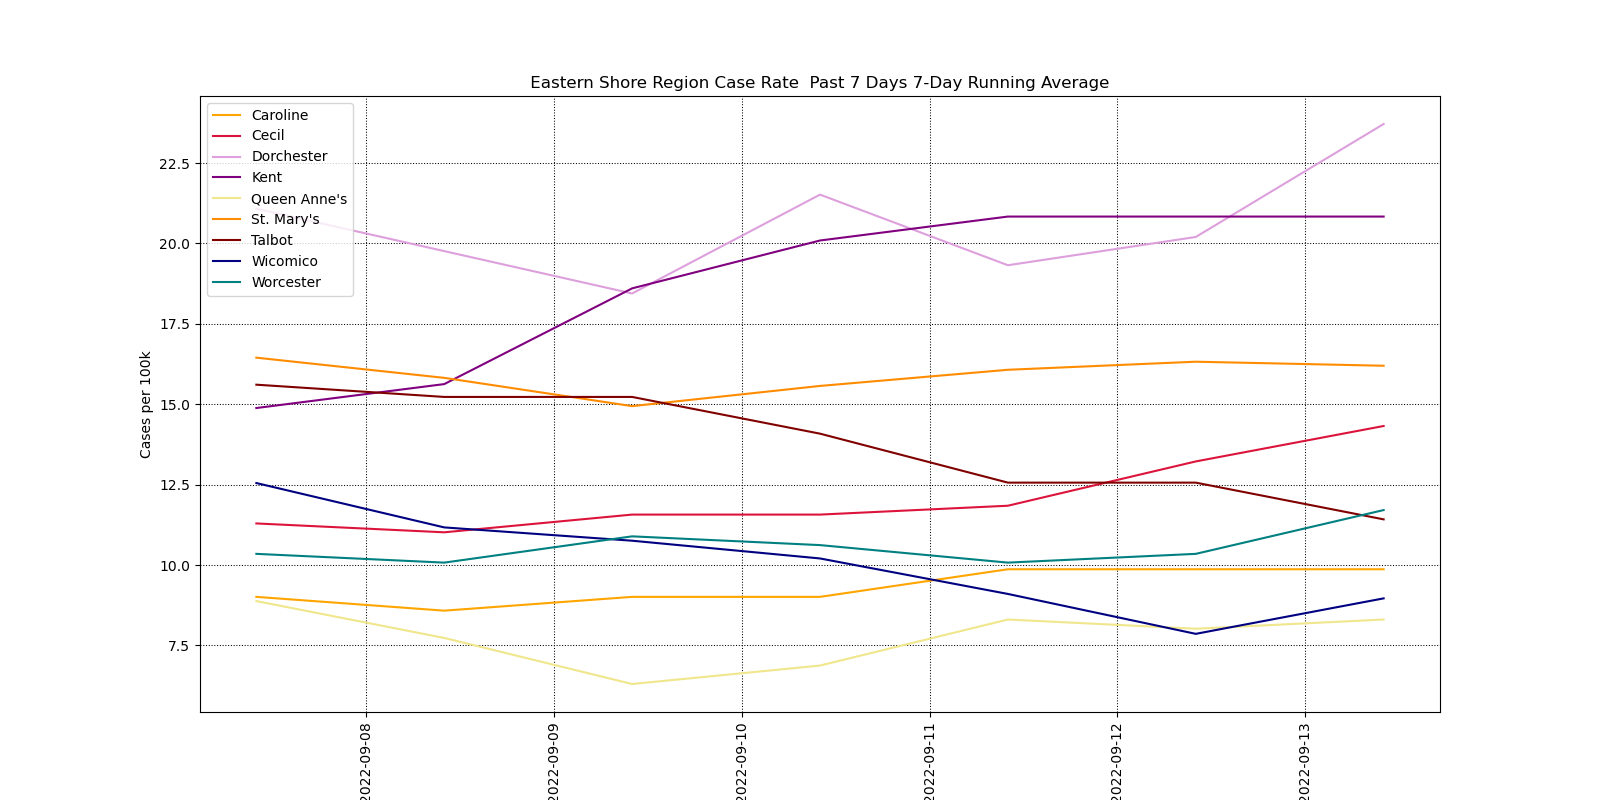 Eastern Shore Region Case Rate  Past 7 Days 7-Day Running Average
Caroline
Cecil
Dorchester
Kent
Queen Anne's
St. Mary's
Talbot
Wicomico
Worcester
22.5
20.0
17.5
15.0
12.5
10.0
7.5
Cases per 100k
2022-09-08
2022-09-09
2022-09-10
2022-09-11
2022-09-12
2022-09-13